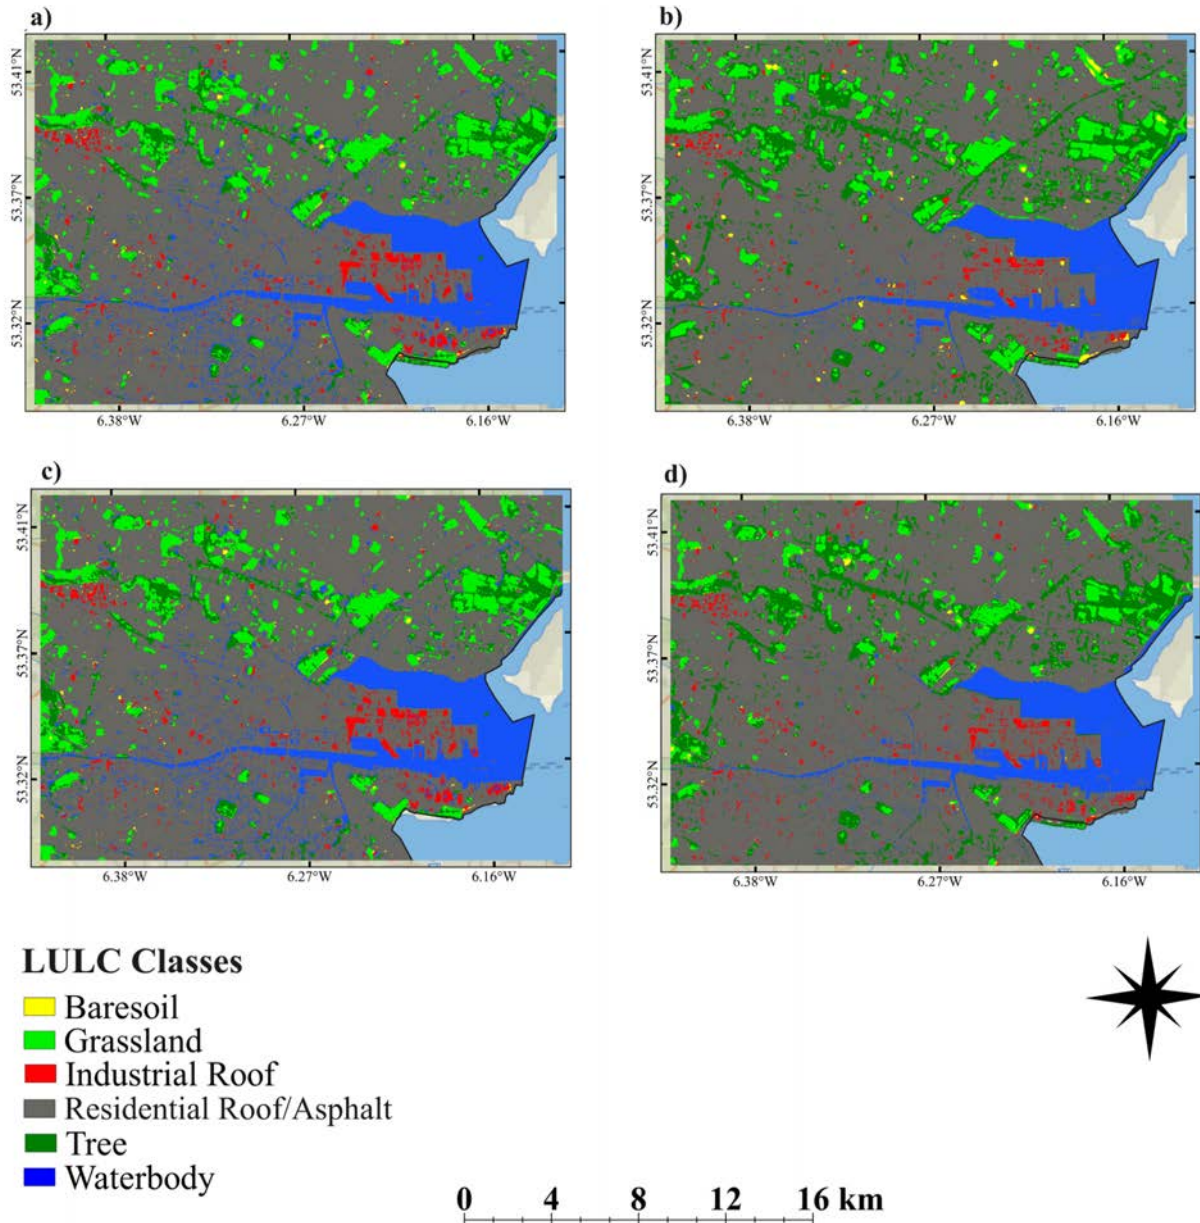 a)
b)
53.41°N
53.37°N
53.32°N
6.38°W
6.27°W
6.16°W
53.41°N
53.37°N
53.32°N
6.38°W
6.27°W
6.16°W
c)
d)
53.41°N
53.37°N
53.32°N
6.38°W
6.27°W
6.16°W
53.41°N
53.37°N
53.32°N
6.38°W
6.27°W
6.16°W
LULC Classes
Baresoil
Grassland
Industrial Roof
Residential Roof/Asphalt
Tree
Waterbody
0 4 8 12 16 km